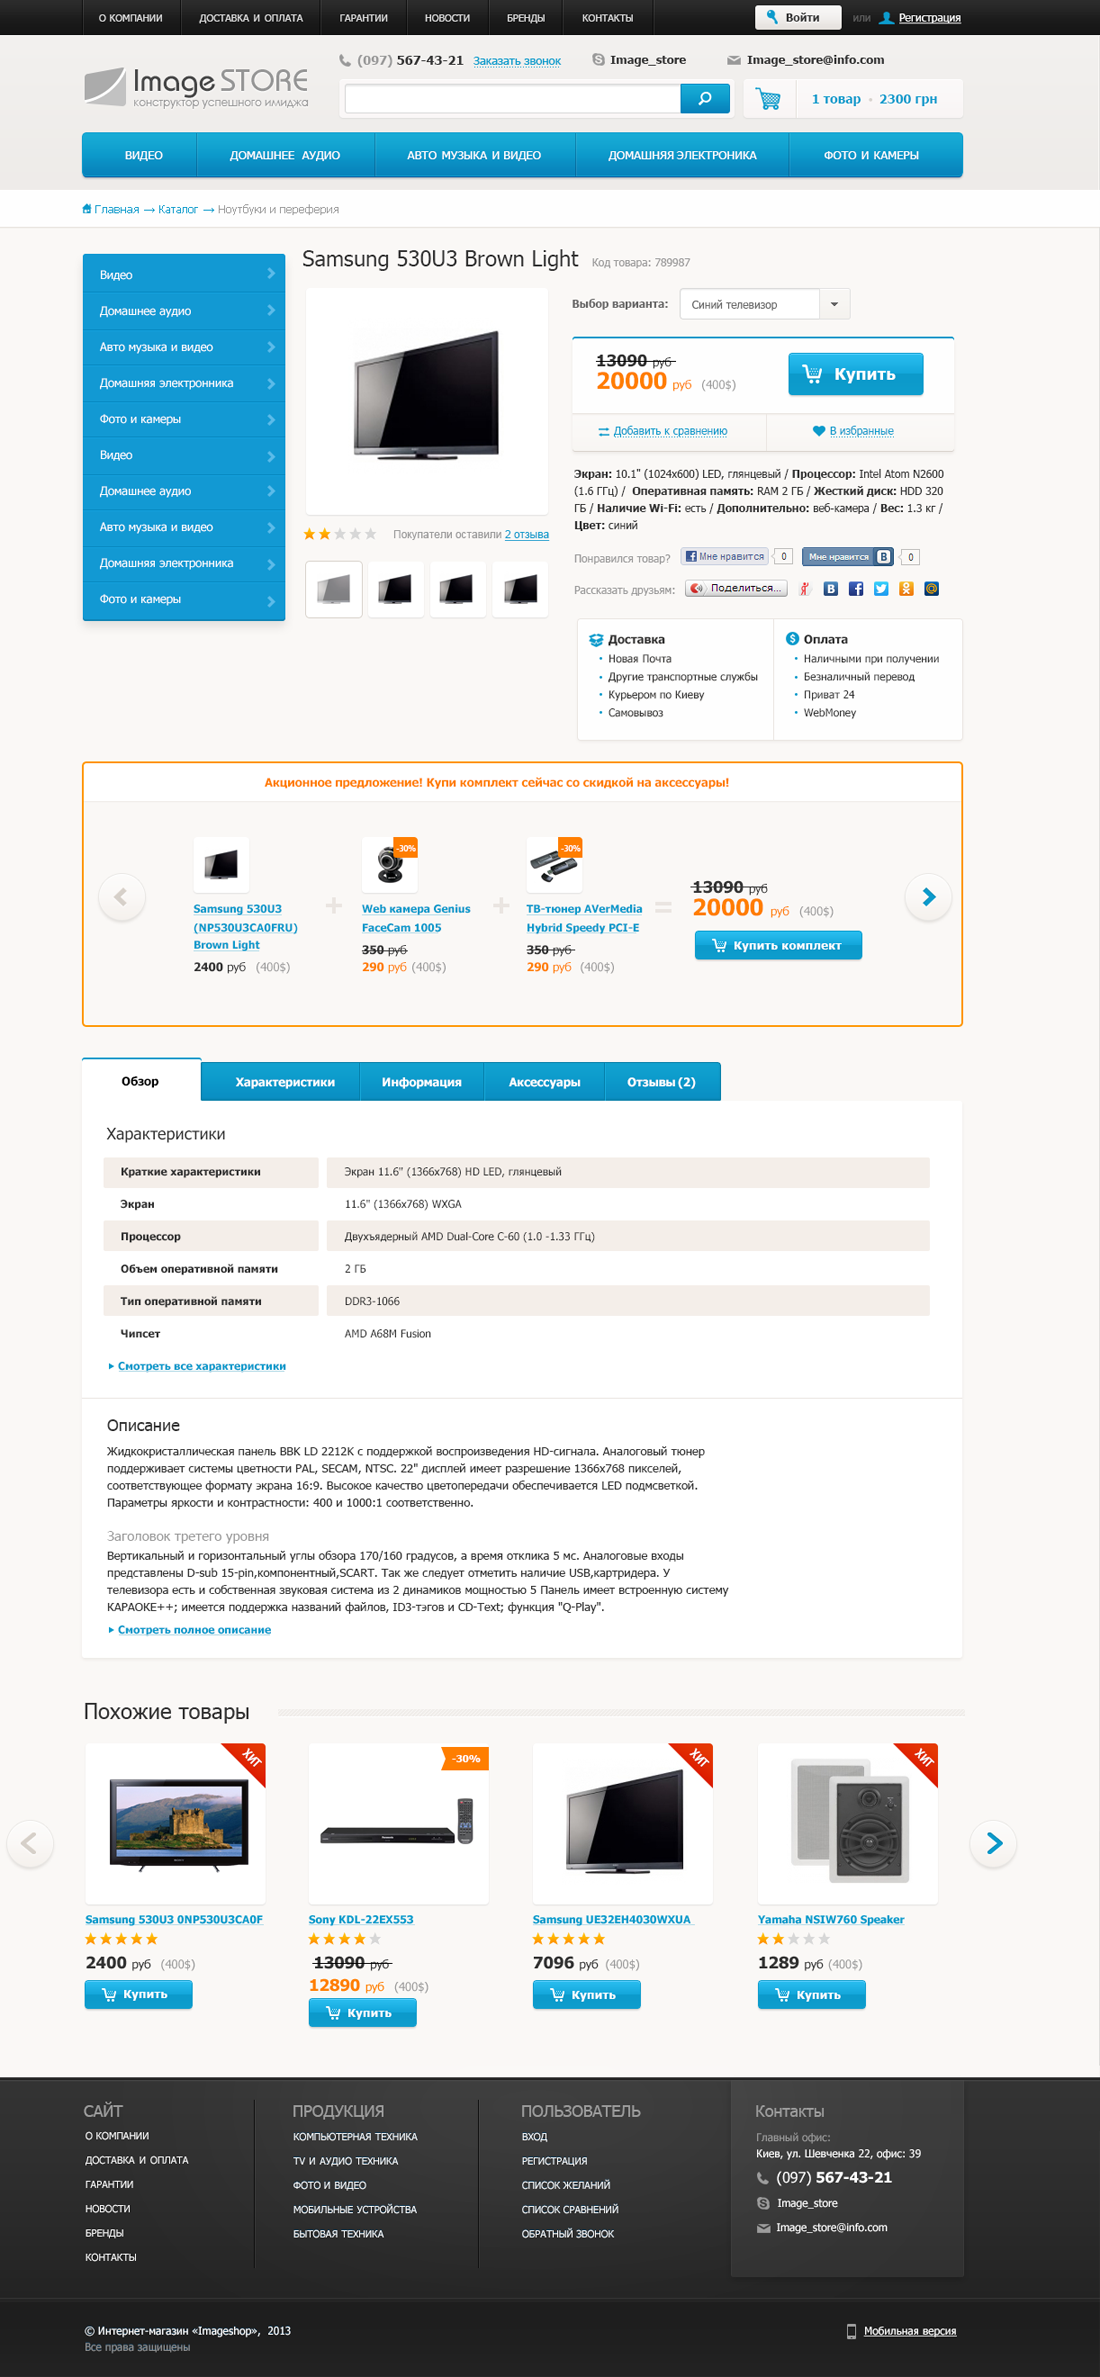 О КОМПАНИИ
ДОСТАВКА И ОПЛАТА
ГАРАНТИИ
НОВОСТИ
БРЕНДЫ
КОНТАКТЫ
Войти
или
Регистрация
Image STORE
конструктор успешного имиджа
(097) 567-43-21
Заказать звонок
Image_store
Image_store@info.com
1 товар • 2300 грн
ВИДЕО
ДОМАШНЕЕ АУДИО
АВТО МУЗЫКА И ВИДЕО
ДОМАШНЯЯ ЭЛЕКТРОНИКА
ФОТО И КАМЕРЫ
Главная → Каталог → Ноутбуки и переферия
Видео
Домашнее аудио
Авто музыка и видео
Домашняя электронника
Фото и камеры
Видео
Домашнее аудио
Авто музыка и видео
Домашняя электронника
Фото и камеры
Samsung 530U3 Brown Light
Код товара: 789987
Покупатели оставили 2 отзыва
Выбор варианта:
Синий телевизор
13090 руб
20000 руб (400$)
Купить
Добавить к сравнению
В избранные
Экран: 10.1" (1024x600) LED, глянцевый / Процессор: Intel Atom N2600
(1.6 ГГц) / Оперативная память: RAM 2 ГБ / Жесткий диск: HDD 320
ГБ / Наличие Wi-Fi: есть / Дополнительно: веб-камера / Вес: 1.3 кг /
Цвет: синий
Понравился товар?
Мне нравится
0
Мне нравится
B
0
Рассказать друзьям:
Поделиться...
Доставка
• Новая Почта
• Другие транспортные службы
• Курьером по Киеву
• Самовывоз
Оплата
• Наличными при получении
• Безналичный перевод
• Приват 24
• WebMoney
Акционное предложение! Купи комплект сейчас со скидкой на аксессуары!
Samsung 530U3
(NP530U3CA0FRU)
Brown Light
2400 руб (400$)
+
-30%
Web камера Genius
FaceCam 1005
350 руб
290 руб (400$)
+
-30%
ТВ-тюнер AVerMedia
Hybrid Speedy PCI-E
350 руб
290 руб (400$)
=
13090 руб
20000 руб (400$)
Купить комплект
Обзор
Характеристики
Информация
Аксессуары
Отзывы (2)
Характеристики
Краткие характеристики
Экран 11.6" (1366x768) HD LED, глянцевый
Экран
11.6" (1366x768) WXGA
Процессор
Двухъядерный AMD Dual-Core C-60 (1.0 -1.33 ГГц)
Объем оперативной памяти
2 ГБ
Тип оперативной памяти
DDR3-1066
Чипсет
AMD A68M Fusion
Смотреть все характеристики
Описание
Жидкокристаллическая панель BBK LD 2212K с поддержкой воспроизведения HD-сигнала. Аналоговый тюнер
поддерживает системы цветности PAL, SECAM, NTSC. 22" дисплей имеет разрешение 1366x768 пикселей,
соответствующее формату экрана 16:9. Высокое качество цветопередачи обеспечивается LED подмсветкой.
Параметры яркости и контрастности: 400 и 1000:1 соответственно.
Заголовок третего уровня
Вертикальный и горизонтальный углы обзора 170/160 градусов, а время отклика 5 мс. Аналоговые входы
представлены D-sub 15-pin,компонентный,SCART. Так же следует отметить наличие USB,картридера. У
телевизора есть и собственная звуковая система из 2 динамиков мощностью 5 Панель имеет встроенную систему
КАРАОКЕ++; имеется поддержка названий файлов, ID3-тэгов и CD-Text; функция "Q-Play".
Смотреть полное описание
Похожие товары
ХИТ
Samsung 530U3 0NP530U3CA0F
2400 руб (400$)
Купить
-30%
Sony KDL-22EX553
13090 руб
12890 руб (400$)
Купить
ХИТ
Samsung UE32EH4030WXUA
7096 руб (400$)
Купить
ХИТ
Yamaha NSIW760 Speaker
1289 руб (400$)
Купить
САЙТ
О КОМПАНИИ
ДОСТАВКА И ОПЛАТА
ГАРАНТИИ
НОВОСТИ
БРЕНДЫ
КОНТАКТЫ
ПРОДУКЦИЯ
КОМПЬЮТЕРНАЯ ТЕХНИКА
TV И АУДИО ТЕХНИКА
ФОТО И ВИДЕО
МОБИЛЬНЫЕ УСТРОЙСТВА
БЫТОВАЯ ТЕХНИКА
ПОЛЬЗОВАТЕЛЬ
ВХОД
РЕГИСТРАЦИЯ
СПИСОК ЖЕЛАНИЙ
СПИСОК СРАВНЕНИЙ
ОБРАТНЫЙ ЗВОНОК
Контакты
Главный офис:
Киев, ул. Шевченка 22, офис: 39
(097) 567-43-21
Image_store
Image_store@info.com
© Интернет-магазин «Imageshop», 2013
Все права защищены
Мобильная версия